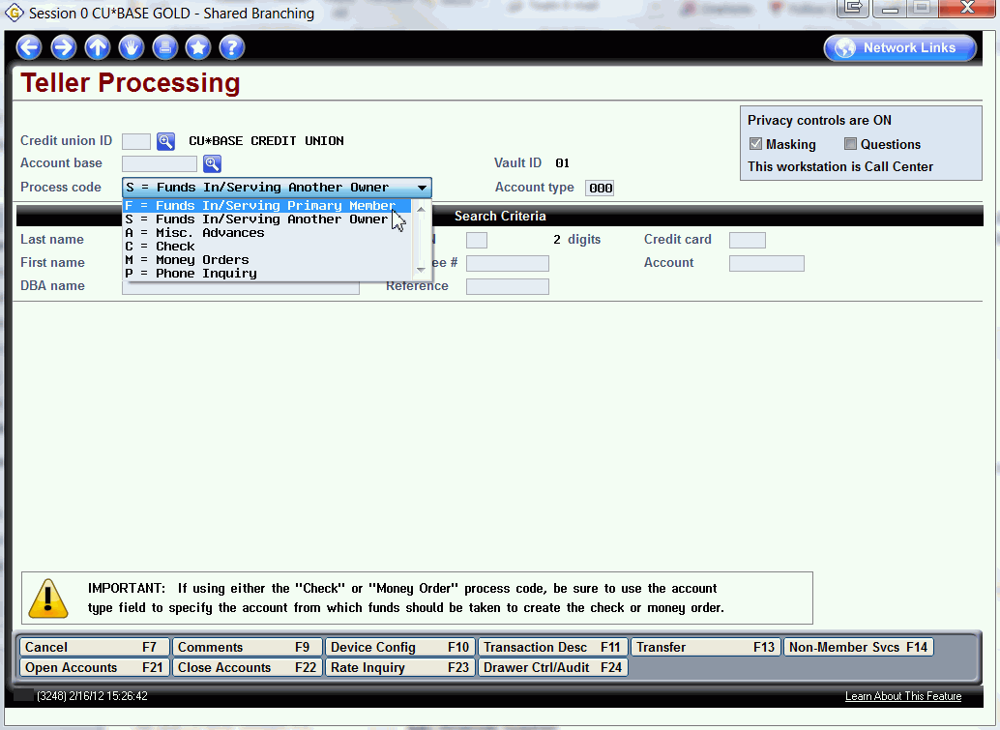 Session 0 CU*BASE GOLD - Shared Branching
Network Links
Teller Processing
Privacy controls are ON
Masking Questions
This workstation is Call Center
Credit union ID CU*BASE CREDIT UNION
Account base Vault ID 01
Process code S = Funds In/Serving Another Owner Account type 000
F = Funds In/Serving Primary Member
S = Funds In/Serving Another Owner
A = Misc. Advances
C = Check
M = Money Orders
P = Phone Inquiry
Search Criteria
Last name 2 digits Credit card
First name ee # Account
DBA name Reference
IMPORTANT: If using either the "Check" or "Money Order" process code, be sure to use the account
type field to specify the account from which funds should be taken to create the check or money order.
Cancel F7 Comments F9 Device Config F10 Transaction Desc F11 Transfer F13 Non-Member Svcs F14
Open Accounts F21 Close Accounts F22 Rate Inquiry F23 Drawer Ctrl/Audit F24
(3248) 2/16/12 15:26:42 Learn About This Feature